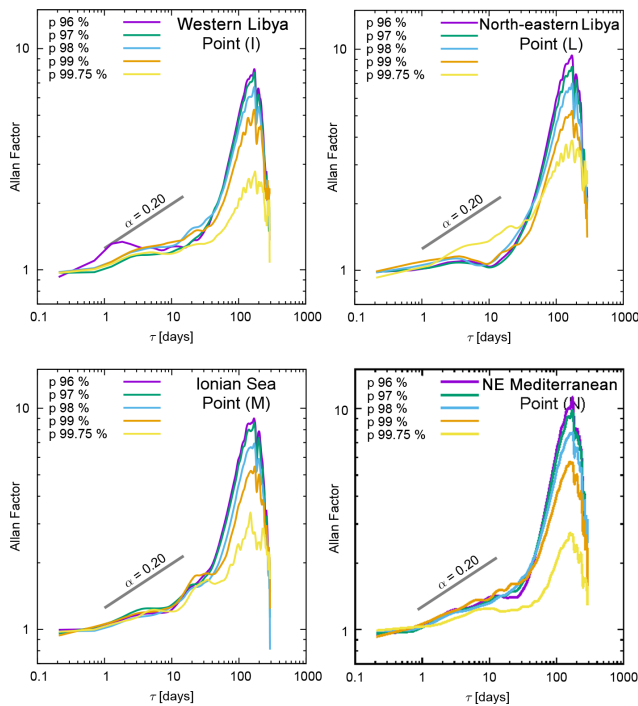 p 96 % Western Libya
p 97 % Point (I)
p 98 %
p 99 %
p 99.75 %
α = 0.20
Allan Factor
10
1
0.1 1 10 100 1000
τ [days]
p 96 % North-eastern Libya
p 97 % Point (L)
p 98 %
p 99 %
p 99.75 %
α = 0.20
Allan Factor
10
1
0.1 1 10 100 1000
τ [days]
p 96 % Ionian Sea
p 97 % Point (M)
p 98 %
p 99 %
p 99.75 %
α = 0.20
Allan Factor
10
1
0.1 1 10 100 1000
τ [days]
p 96 % NE Mediterranean
p 97 % Point (N)
p 98 %
p 99 %
p 99.75 %
α = 0.20
Allan Factor
10
1
0.1 1 10 100 1000
τ [days]